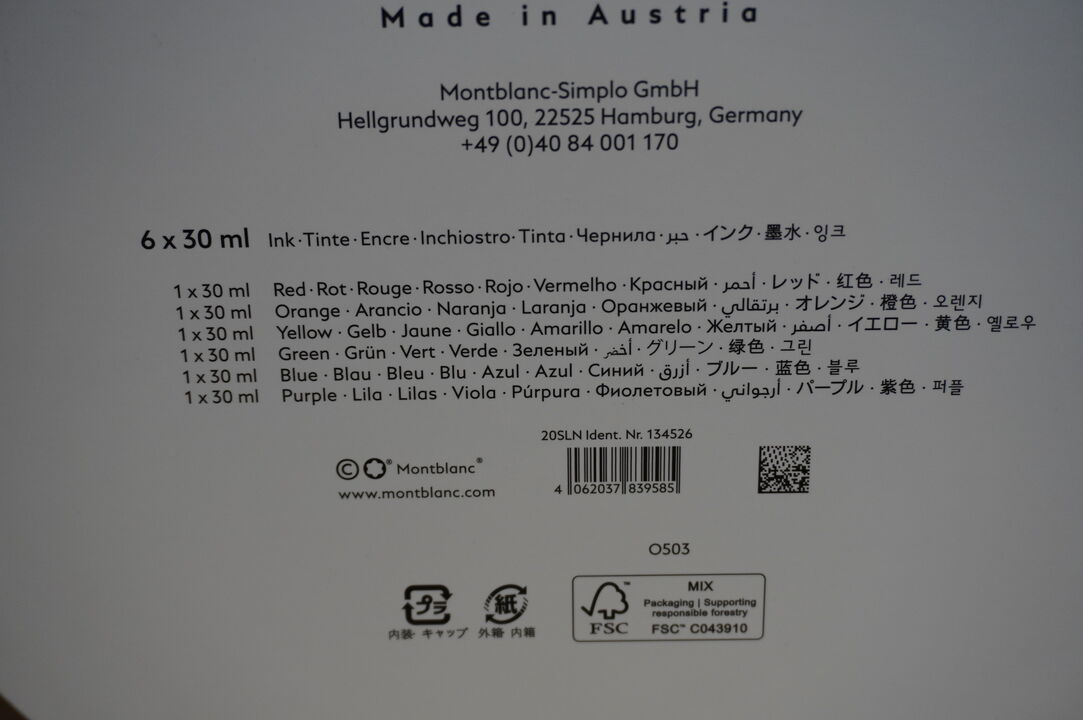 Made in Austria
Montblanc-Simplo GmbH
Hellgrundweg 100, 22525 Hamburg, Germany
+49 (0)40 84 001 170
6 x 30 ml Ink · Tinte · Encre · Inchiostro · Tinta · Чернила · حبر · インク · 墨水 · 잉크
1 x 30 ml Red · Rot · Rouge · Rosso · Rojo · Vermelho · Красный · أحمر · レッド · 红色 · 레드
1 x 30 ml Orange · Arancio · Naranja · Laranja · Оранжевый · برتقالي · オレンジ · 橙色 · 오렌지
1 x 30 ml Yellow · Gelb · Jaune · Giallo · Amarillo · Amarelo · Желтый · أصفر · イエロー · 黄色 · 옐로우
1 x 30 ml Green · Grün · Vert · Verde · Зеленый · أخضر · グリーン · 绿色 · 그린
1 x 30 ml Blue · Blau · Bleu · Blu · Azul · Azul · Синий · أزرق · ブルー · 蓝色 · 블루
1 x 30 ml Purple · Lila · Lilas · Viola · Púrpura · Фиолетовый · أرجواني · パープル · 紫色 · 퍼플
20SLN Ident. Nr. 134526
© ® Montblanc®
www.montblanc.com
4 062037 839585
O503
プラ
内装・キャップ
紙
外箱・内箱
FSC™
MIX
Packaging | Supporting
responsible forestry
FSC™ C043910